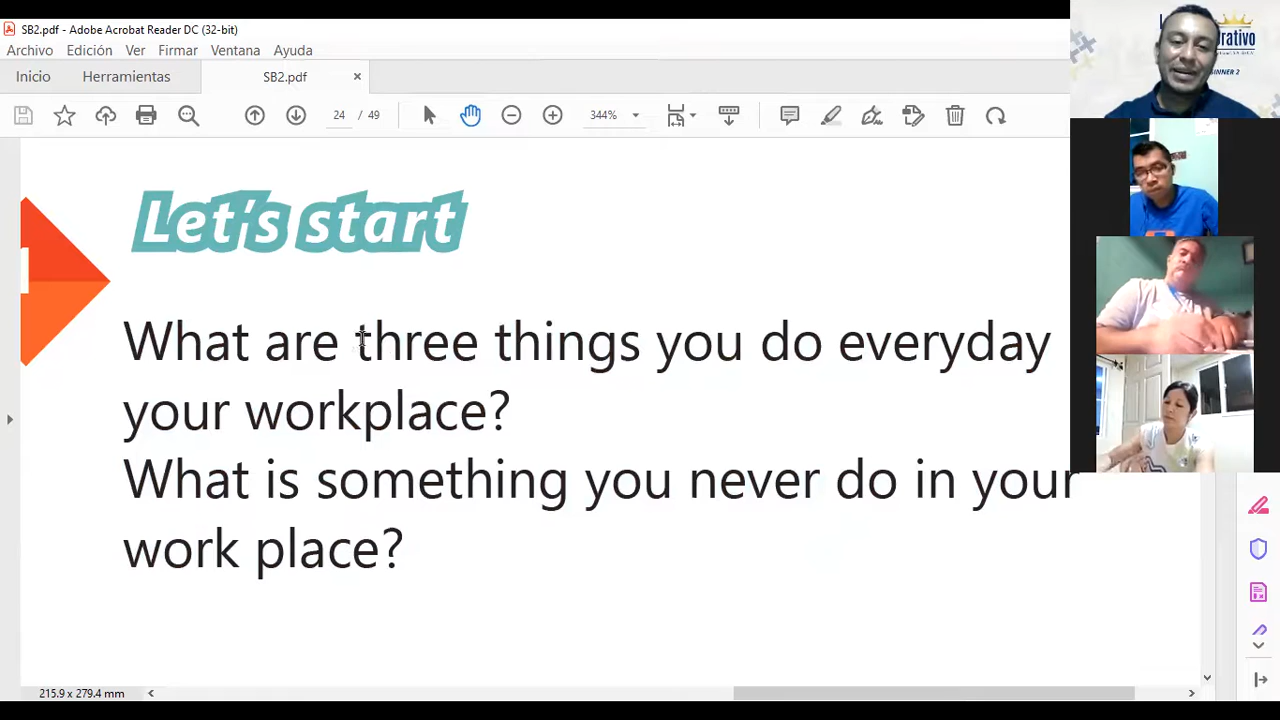 SB2.pdf - Adobe Acrobat Reader DC (32-bit)
Archivo Edición Ver Firmar Ventana Ayuda
Inicio Herramientas SB2.pdf ×
24 / 49 344%
Let's start
What are three things you do everyday
your workplace?
What is something you never do in your
work place?
215.9 x 279.4 mm